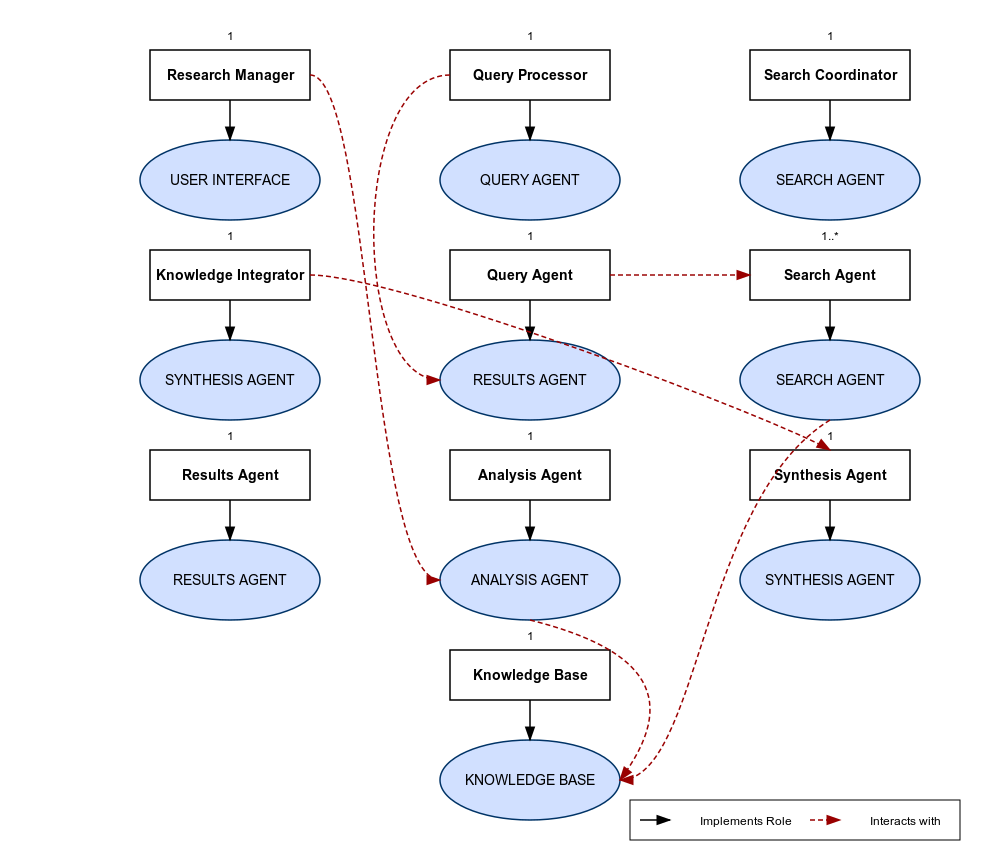 1
1
1
Research Manager
Query Processor
Search Coordinator
USER INTERFACE
QUERY AGENT
SEARCH AGENT
1
1
1..*
Knowledge Integrator
Query Agent
Search Agent
SYNTHESIS AGENT
RESULTS AGENT
SEARCH AGENT
1
1
1
Results Agent
Analysis Agent
Synthesis Agent
RESULTS AGENT
ANALYSIS AGENT
SYNTHESIS AGENT
1
Knowledge Base
KNOWLEDGE BASE
Implements Role
Interacts with